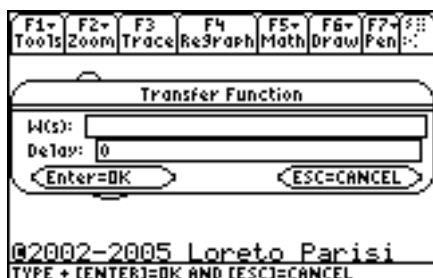 F1 F2 F3 F4 F5 F6 F7
Tools Zoom Trace ReGraph Math Draw Pen
Transfer Function
W(s):
Delay: 0
Enter=OK ESC=CANCEL
@2002-2005 Loreto Parisi
TYPE + [ENTER]=OK AND [ESC]=CANCEL